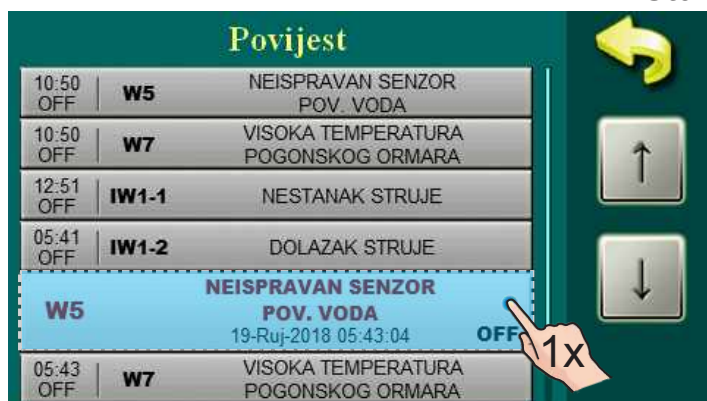 Povijest
10:50
OFF
W5
NEISPRAVAN SENZOR
POV. VODA
10:50
OFF
W7
VISOKA TEMPERATURA
POGONSKOG ORMARA
12:51
OFF
IW1-1
NESTANAK STRUJE
05:41
OFF
IW1-2
DOLAZAK STRUJE
W5
NEISPRAVAN SENZOR
POV. VODA
19-Ruj-2018 05:43:04
OFF
1x
05:43
OFF
W7
VISOKA TEMPERATURA
POGONSKOG ORMARA